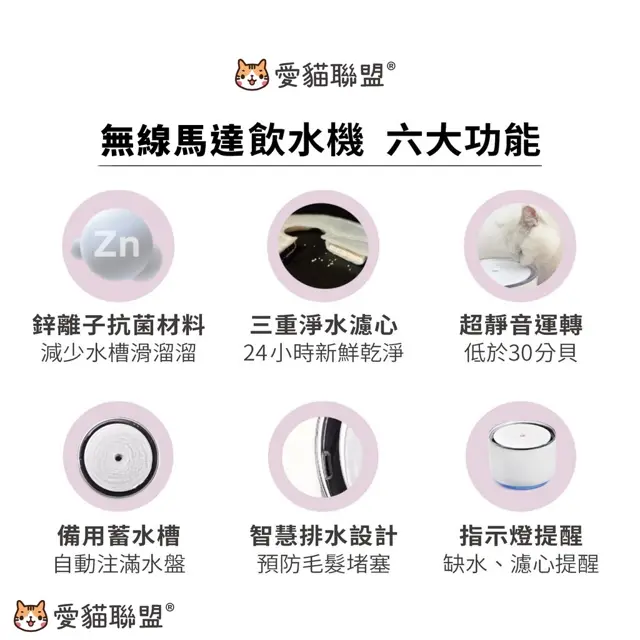 愛貓聯盟®
無線馬達飲水機 六大功能
Zn
鋅離子抗菌材料
減少水槽滑溜溜
三重淨水濾心
24小時新鮮乾淨
超靜音運轉
低於30分貝
備用蓄水槽
自動注滿水盤
智慧排水設計
預防毛髮堵塞
指示燈提醒
缺水、濾心提醒
愛貓聯盟®